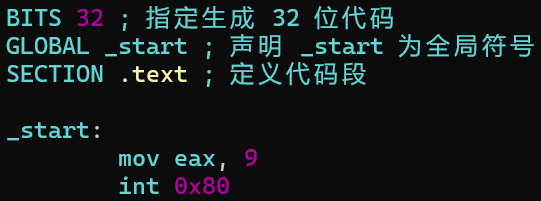 BITS 32 ; 指定生成 32 位代码
GLOBAL _start ; 声明 _start 为全局符号
SECTION .text ; 定义代码段
_start:
mov eax, 9
int 0x80